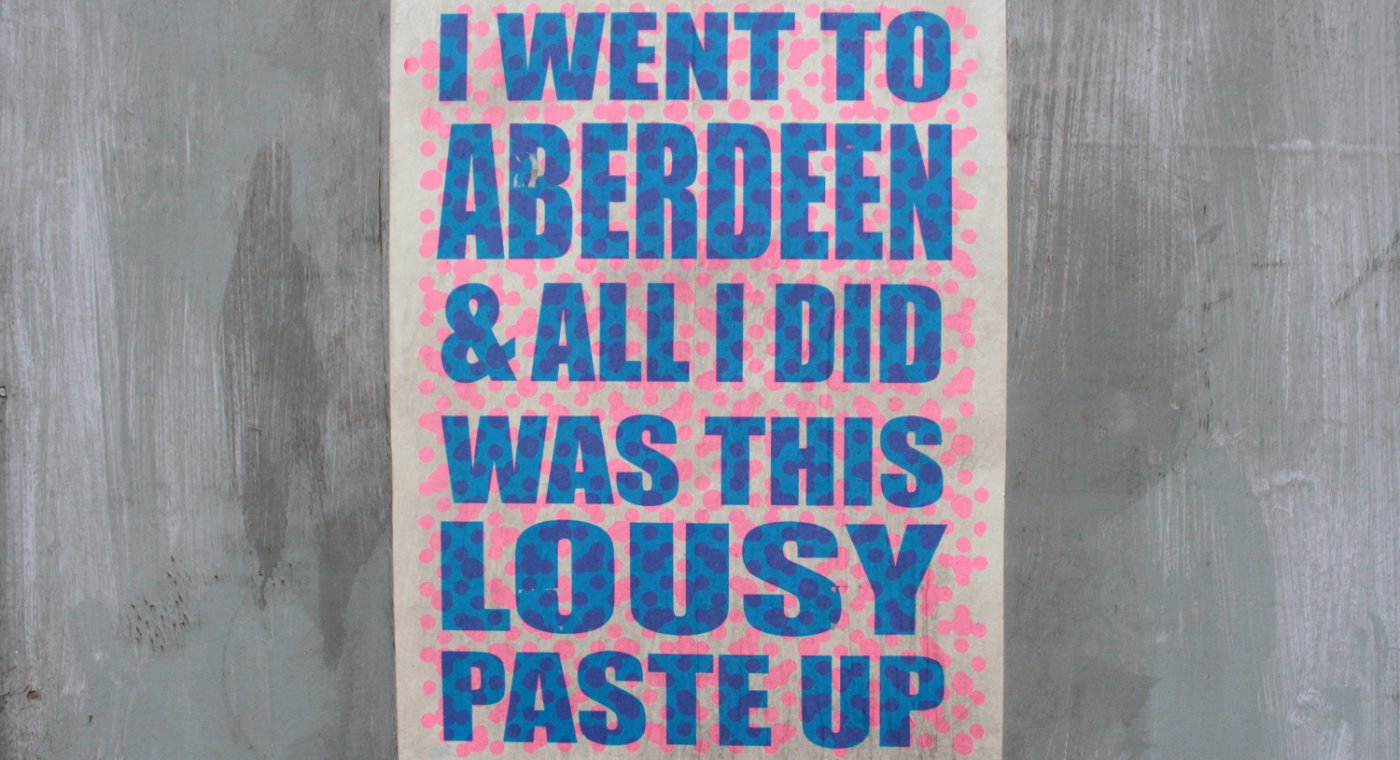 I WENT TO
ABERDEEN
& ALL I DID
WAS THIS
LOUSY
PASTE UP